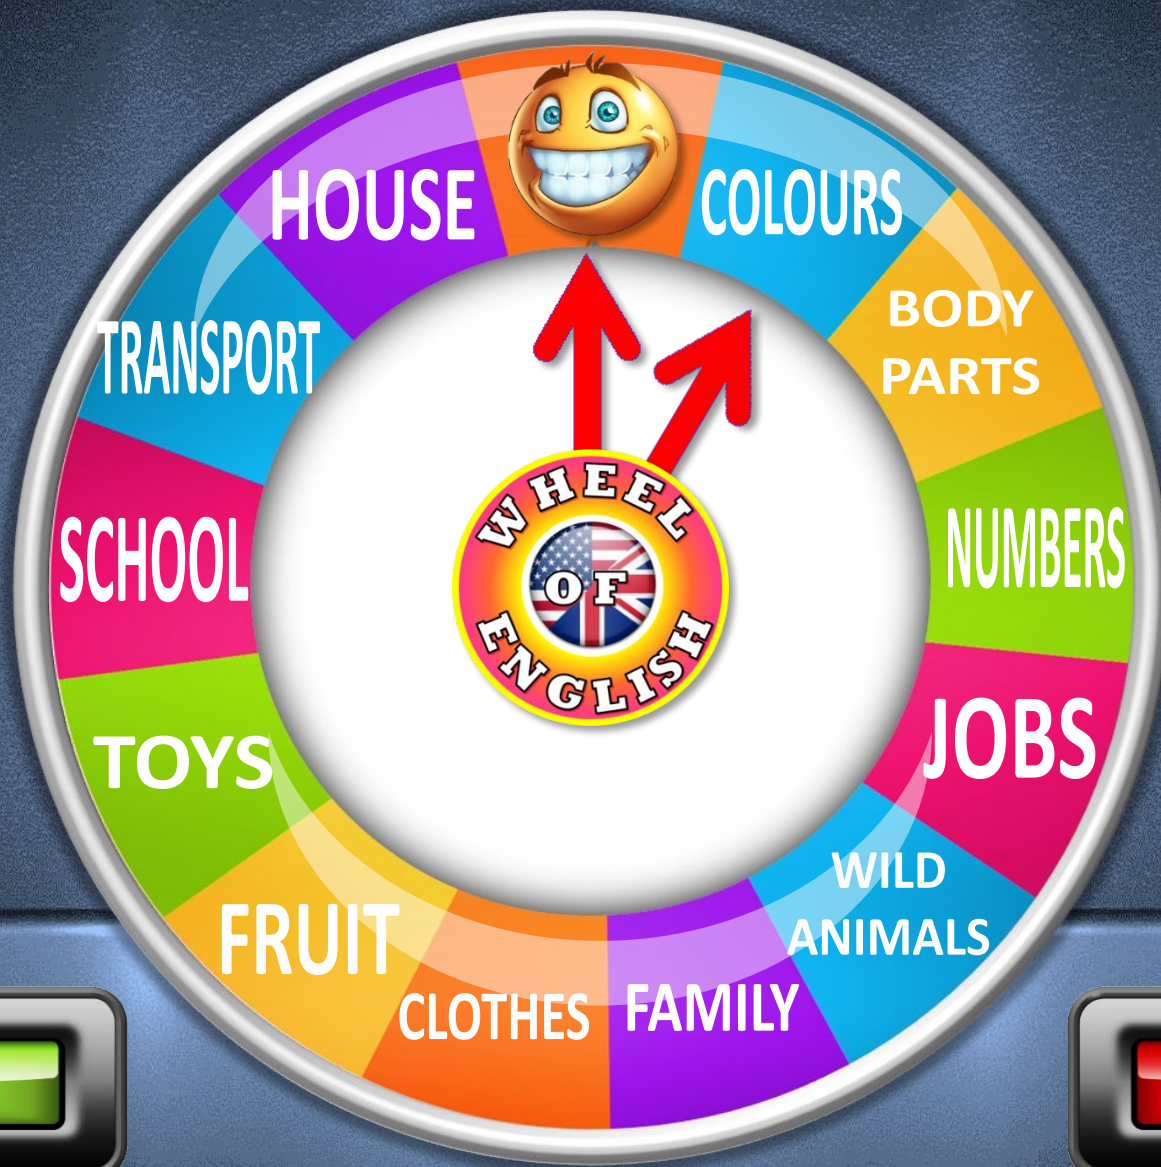 HOUSE
COLOURS
BODY
PARTS
TRANSPORT
NUMBERS
SCHOOL
WHEEL
OF
ENGLISH
JOBS
TOYS
WILD
ANIMALS
FRUIT
CLOTHES
FAMILY